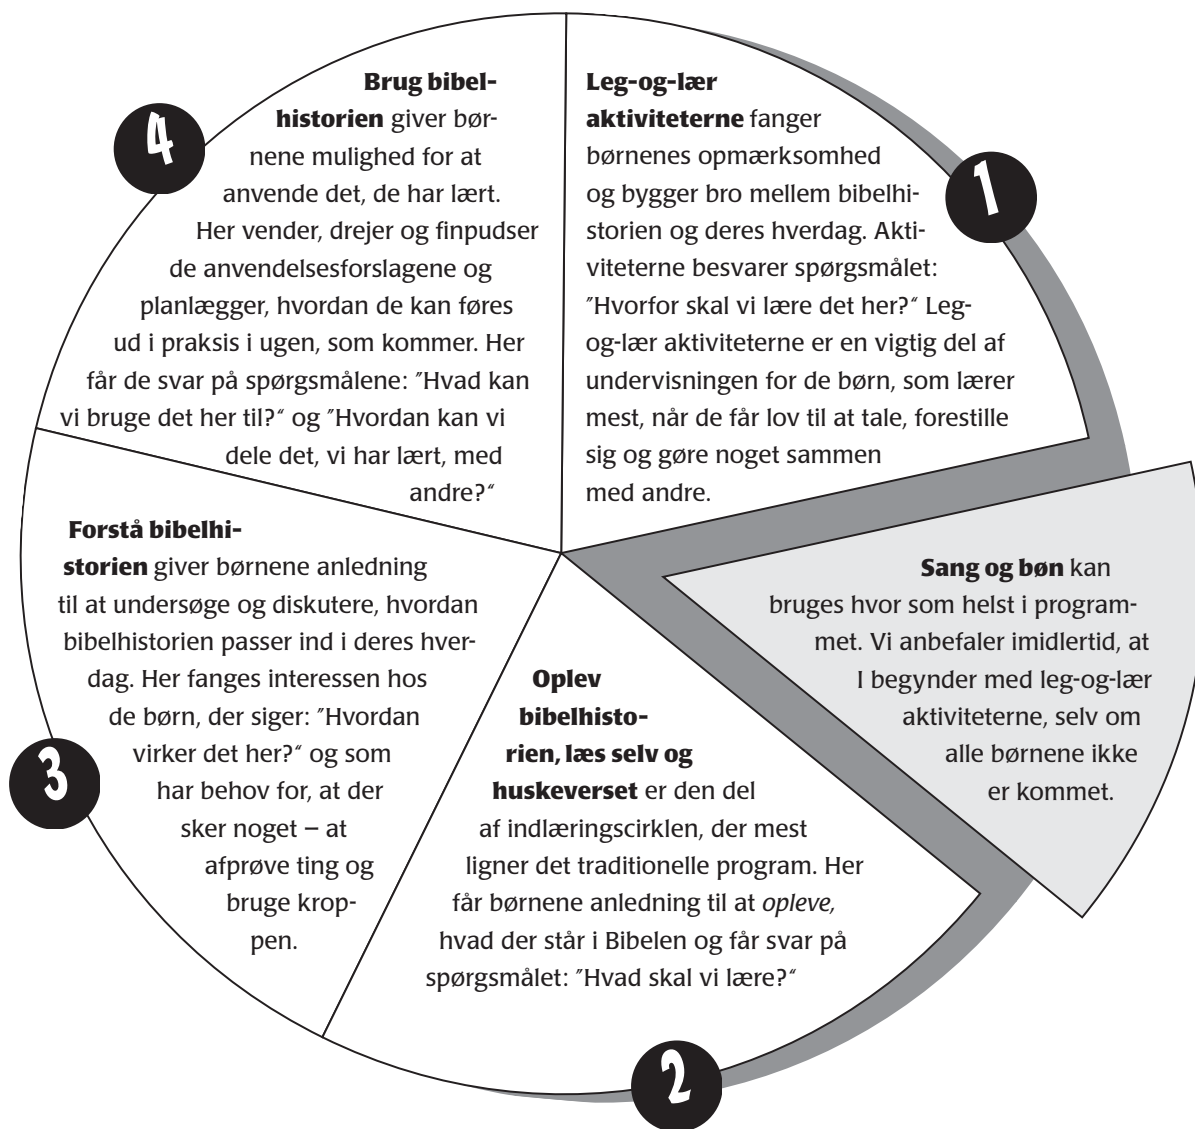 1
Leg-og-lær
aktiviteterne fanger
børnenes opmærksomhed
og bygger bro mellem bibelhi-
storien og deres hverdag. Akti-
viteterne besvarer spørgsmålet:
"Hvorfor skal vi lære det her?“ Leg-
og-lær aktiviteterne er en vigtig del af
undervisningen for de børn, som lærer
mest, når de får lov til at tale, forestille
sig og gøre noget sammen
med andre.
Sang og bøn kan
bruges hvor som helst i program-
met. Vi anbefaler imidlertid, at
I begynder med leg-og-lær
aktiviteterne, selv om
alle børnene ikke
er kommet.
2
Oplev
bibelhisto-
rien, læs selv og
huskeverset er den del
af indlæringscirklen, der mest
ligner det traditionelle program. Her
får børnene anledning til at opleve,
hvad der står i Bibelen og får svar på
spørgsmålet: "Hvad skal vi lære?“
3
Forstå bibelhi-
storien giver børnene anledning
til at undersøge og diskutere, hvordan
bibelhistorien passer ind i deres hver-
dag. Her fanges interessen hos
de børn, der siger: "Hvordan
virker det her?“ og som
har behov for, at der
sker noget – at
afprøve ting og
bruge krop-
pen.
4
Brug bibel-
historien giver bør-
nene mulighed for at
anvende det, de har lært.
Her vender, drejer og finpudser
de anvendelsesforslagene og
planlægger, hvordan de kan føres
ud i praksis i ugen, som kommer. Her
får de svar på spørgsmålene: "Hvad kan
vi bruge det her til?“ og "Hvordan kan vi
dele det, vi har lært, med
andre?“